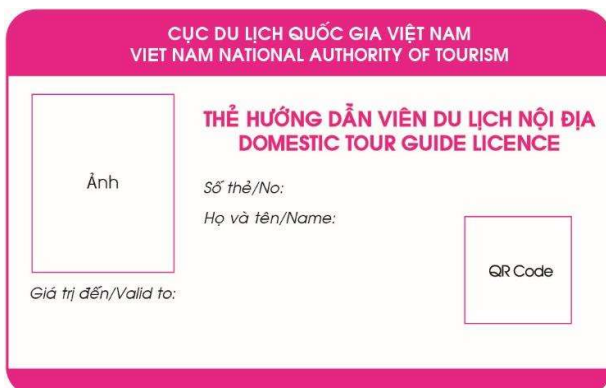 CỤC DU LỊCH QUỐC GIA VIỆT NAM
VIET NAM NATIONAL AUTHORITY OF TOURISM
THẺ HƯỚNG DẪN VIÊN DU LỊCH NỘI ĐỊA
DOMESTIC TOUR GUIDE LICENCE
Ảnh
Số thẻ/No:
Họ và tên/Name:
QR Code
Giá trị đến/Valid to: